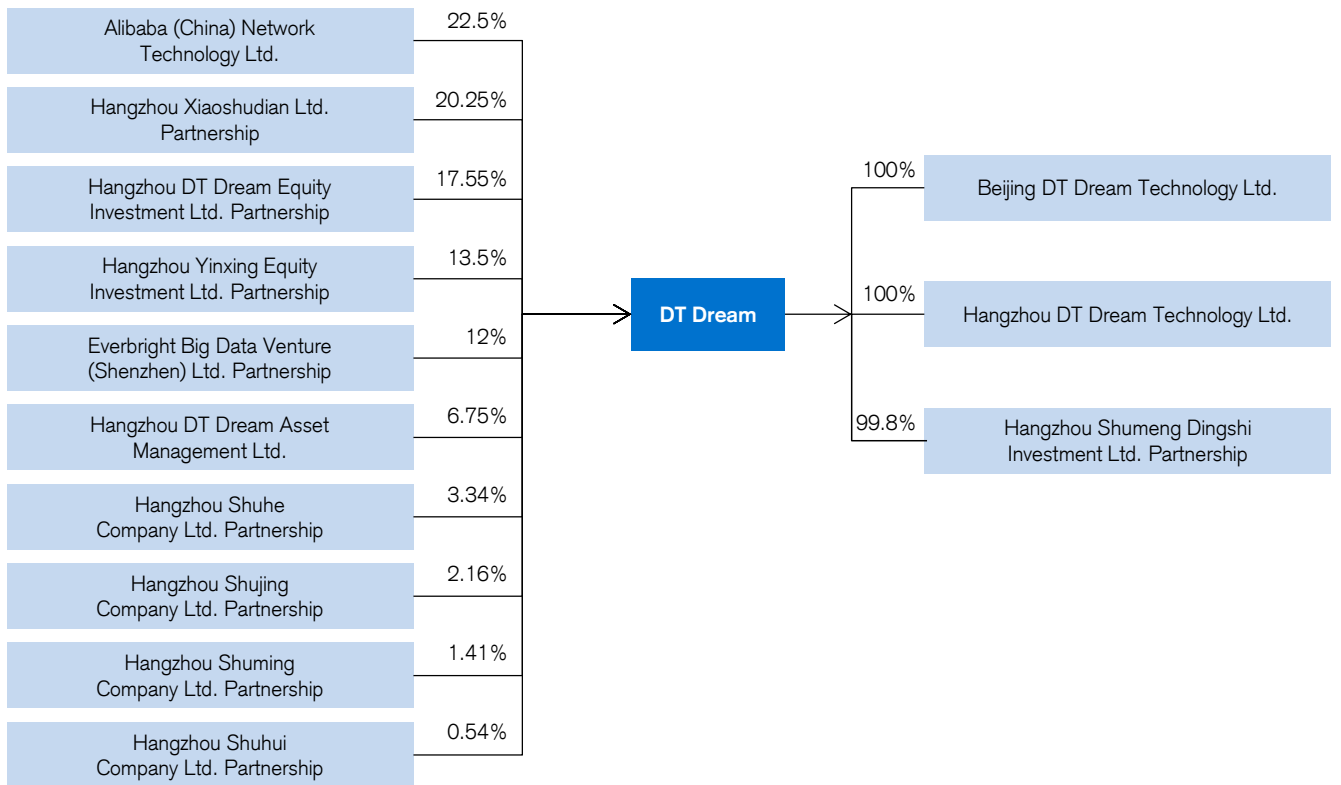 Alibaba (China) Network
Technology Ltd.
22.5%
Hangzhou Xiaoshudian Ltd.
Partnership
20.25%
Hangzhou DT Dream Equity
Investment Ltd. Partnership
17.55%
Hangzhou Yinxing Equity
Investment Ltd. Partnership
13.5%
Everbright Big Data Venture
(Shenzhen) Ltd. Partnership
12%
Hangzhou DT Dream Asset
Management Ltd.
6.75%
Hangzhou Shuhe
Company Ltd. Partnership
3.34%
Hangzhou Shujing
Company Ltd. Partnership
2.16%
Hangzhou Shuming
Company Ltd. Partnership
1.41%
Hangzhou Shuhui
Company Ltd. Partnership
0.54%
DT Dream
100%
Beijing DT Dream Technology Ltd.
100%
Hangzhou DT Dream Technology Ltd.
99.8%
Hangzhou Shumeng Dingshi
Investment Ltd. Partnership